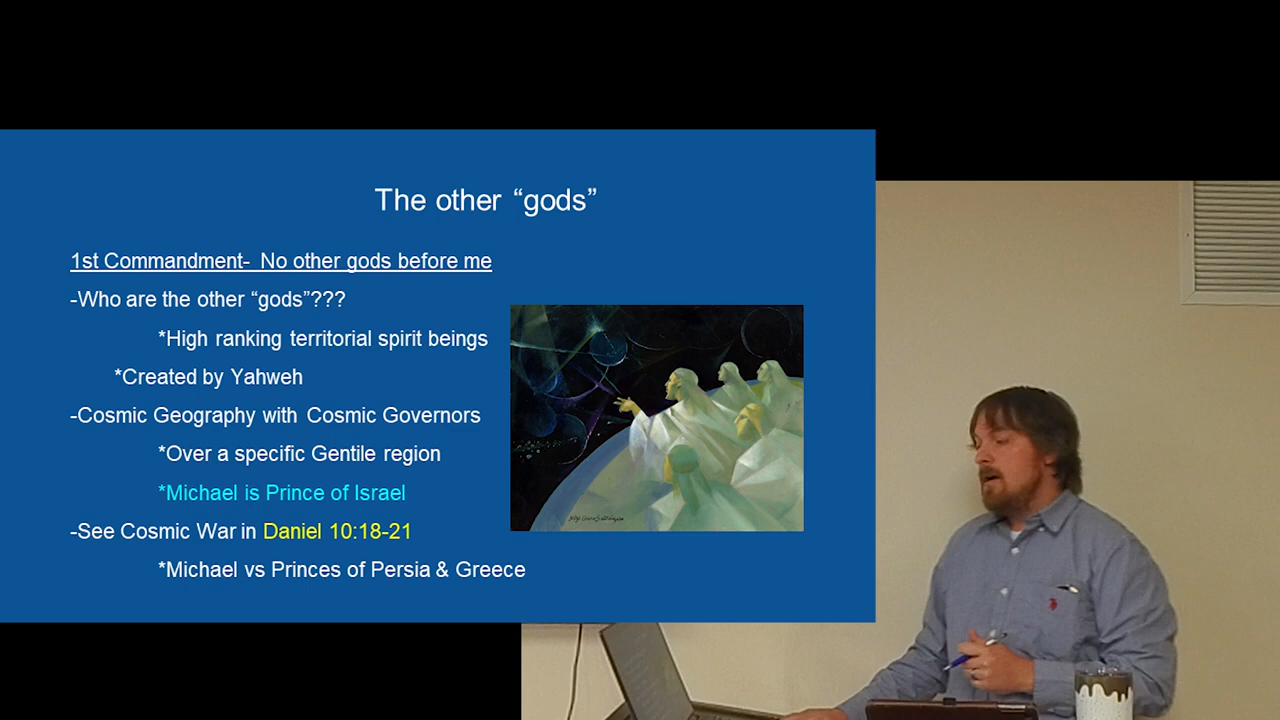 The other “gods”
1st Commandment- No other gods before me
-Who are the other “gods”???
*High ranking territorial spirit beings
*Created by Yahweh
-Cosmic Geography with Cosmic Governors
*Over a specific Gentile region
*Michael is Prince of Israel
-See Cosmic War in Daniel 10:18-21
*Michael vs Princes of Persia & Greece